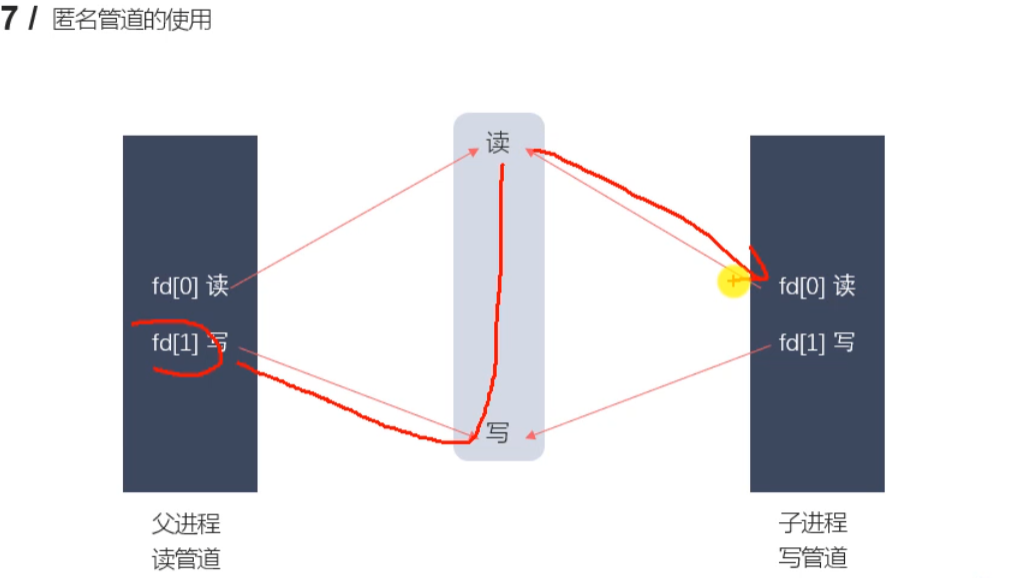 7 / 匿名管道的使用
读
fd[0] 读
fd[1] 写
写
fd[0] 读
fd[1] 写
父进程
读管道
子进程
写管道